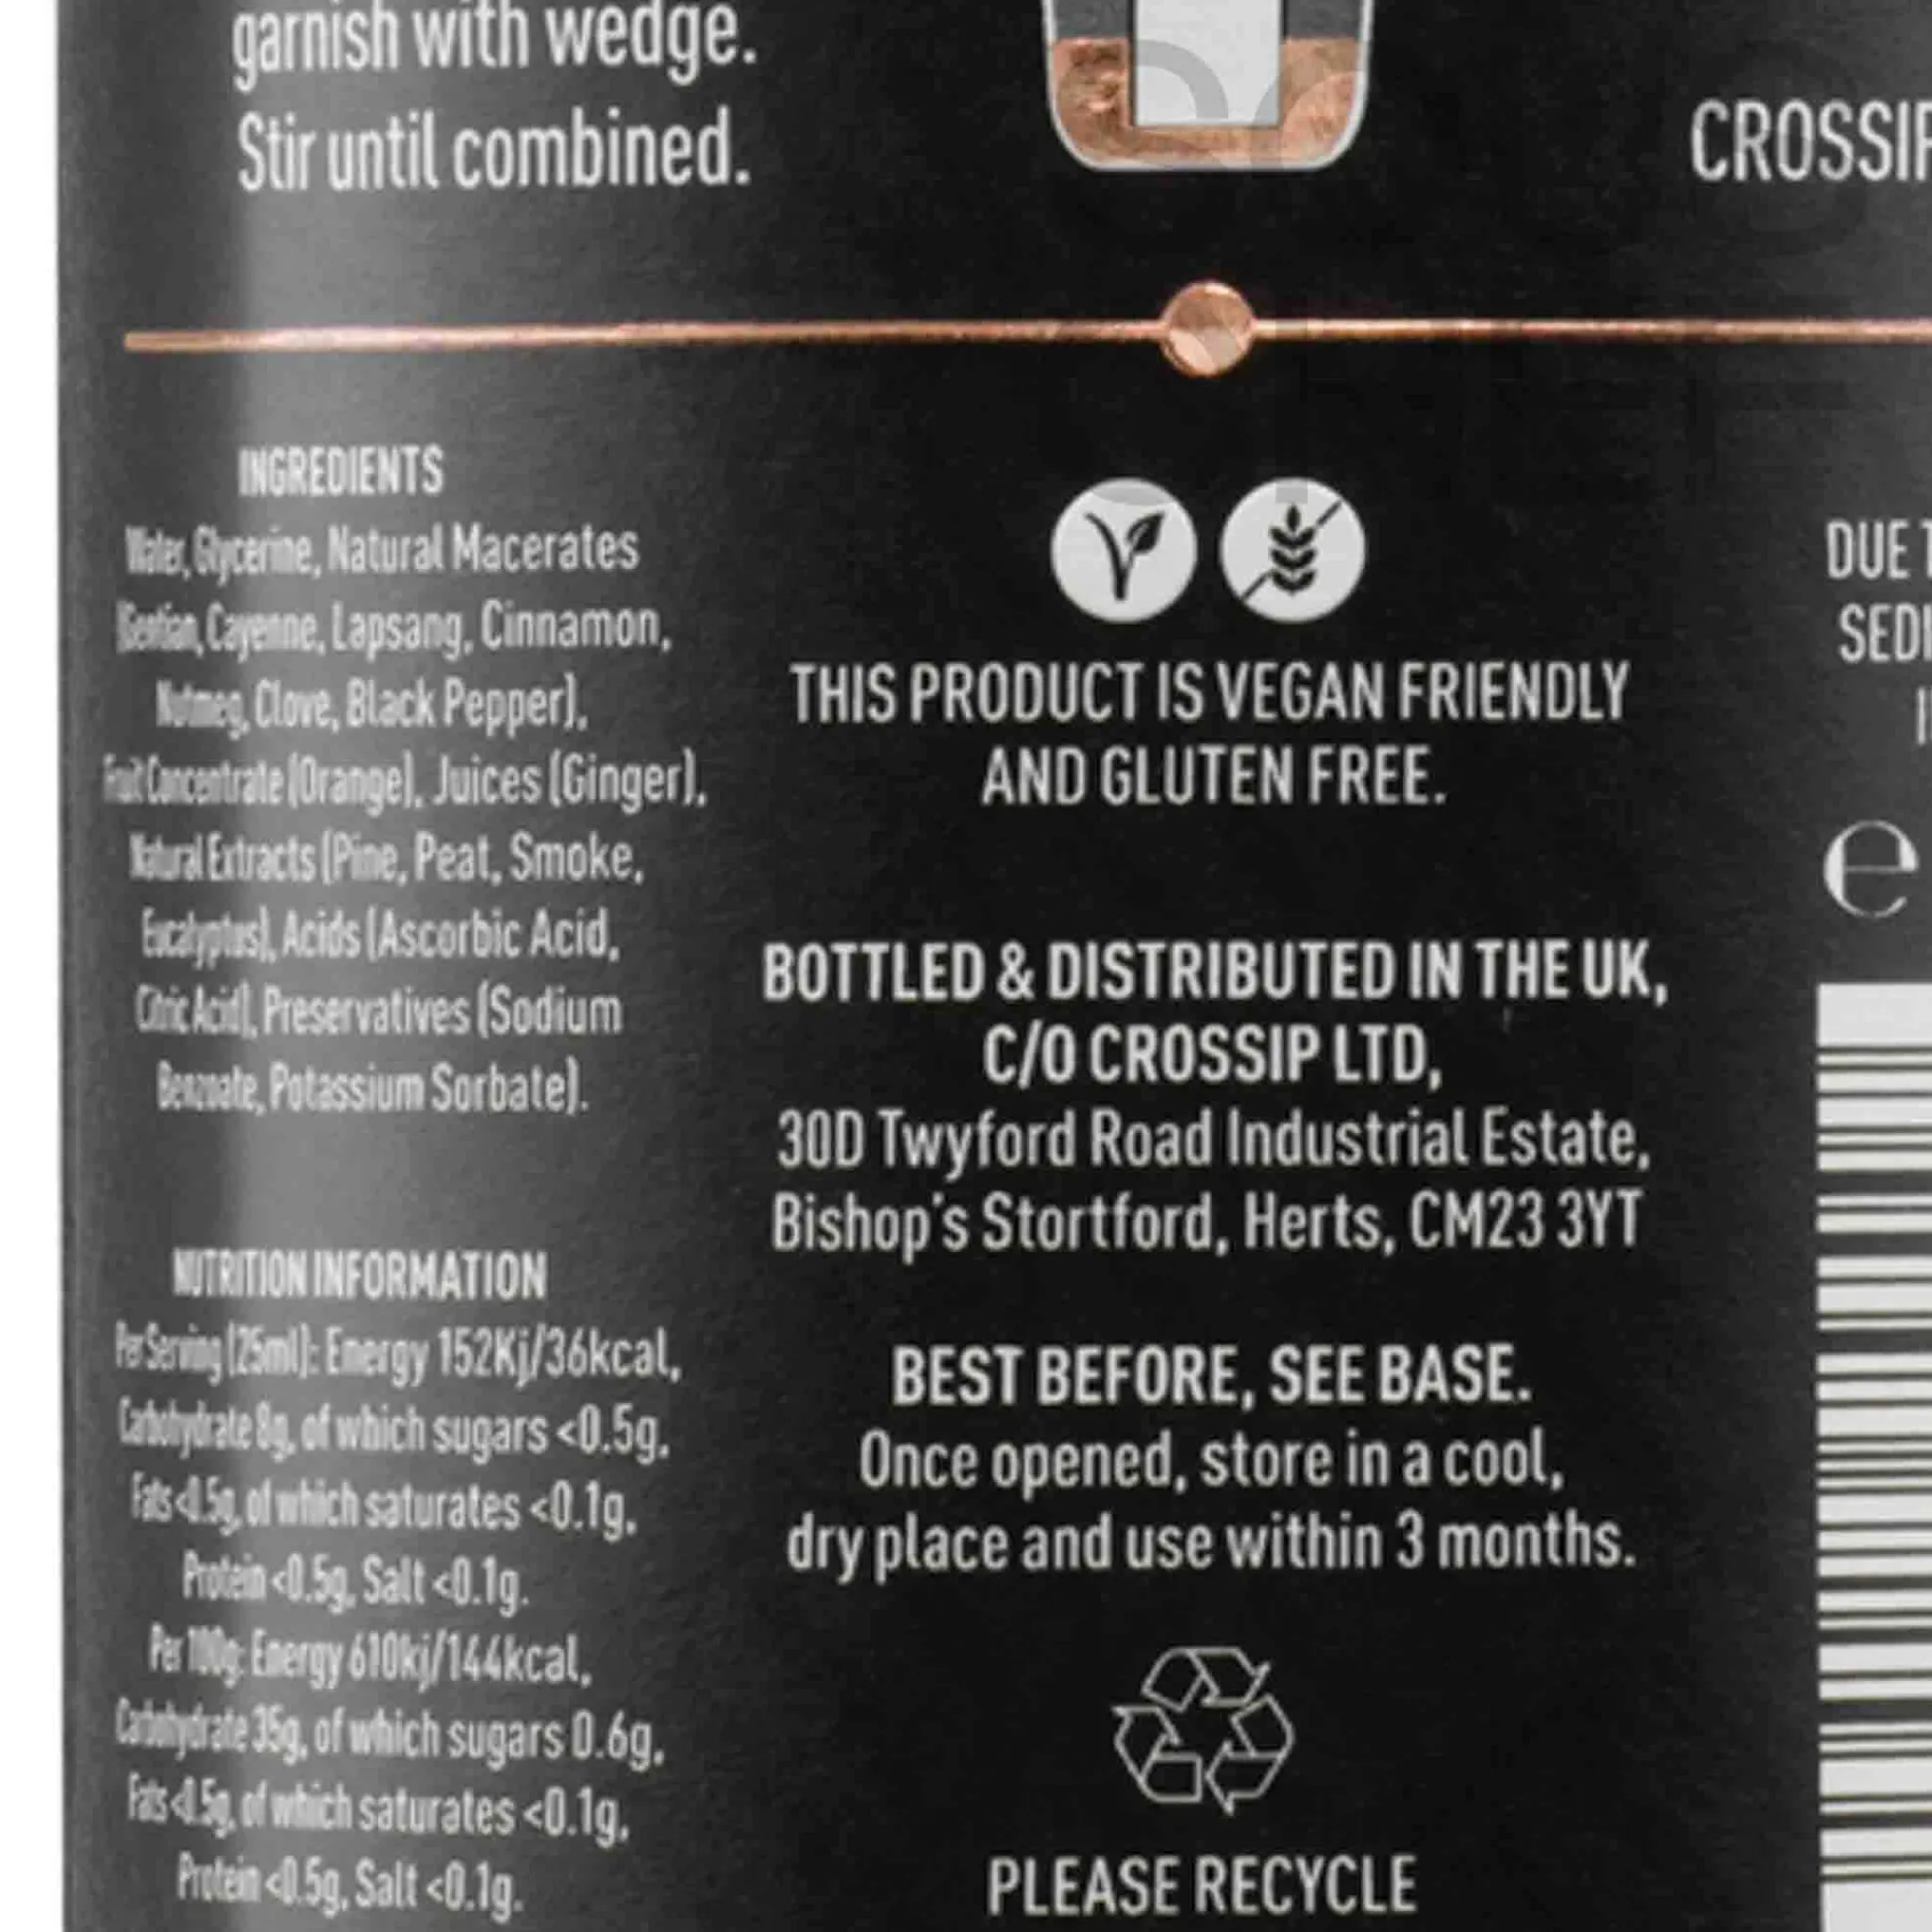 garnish with wedge.
Stir until combined.
CROSSIP
INGREDIENTS
Water, Glycerine, Natural Macerates
(Gentian, Cayenne, Lapsang, Cinnamon,
Nutmeg, Clove, Black Pepper),
Fruit Concentrate (Orange), Juices (Ginger),
Natural Extracts (Pine, Peat, Smoke,
Eucalyptus), Acids (Ascorbic Acid,
Citric Acid), Preservatives (Sodium
Benzoate, Potassium Sorbate).
NUTRITION INFORMATION
Per Serving (25ml): Energy 152Kj/36kcal,
Carbohydrate 8g, of which sugars <0.5g,
Fats <0.5g, of which saturates <0.1g,
Protein <0.5g, Salt <0.1g.
Per 100g: Energy 610kj/144kcal,
Carbohydrate 35g, of which sugars 0.6g,
Fats <0.5g, of which saturates <0.1g,
Protein <0.5g, Salt <0.1g.
THIS PRODUCT IS VEGAN FRIENDLY
AND GLUTEN FREE.
BOTTLED & DISTRIBUTED IN THE UK,
C/O CROSSIP LTD,
30D Twyford Road Industrial Estate,
Bishop's Stortford, Herts, CM23 3YT
BEST BEFORE, SEE BASE.
Once opened, store in a cool,
dry place and use within 3 months.
PLEASE RECYCLE
DUE
e